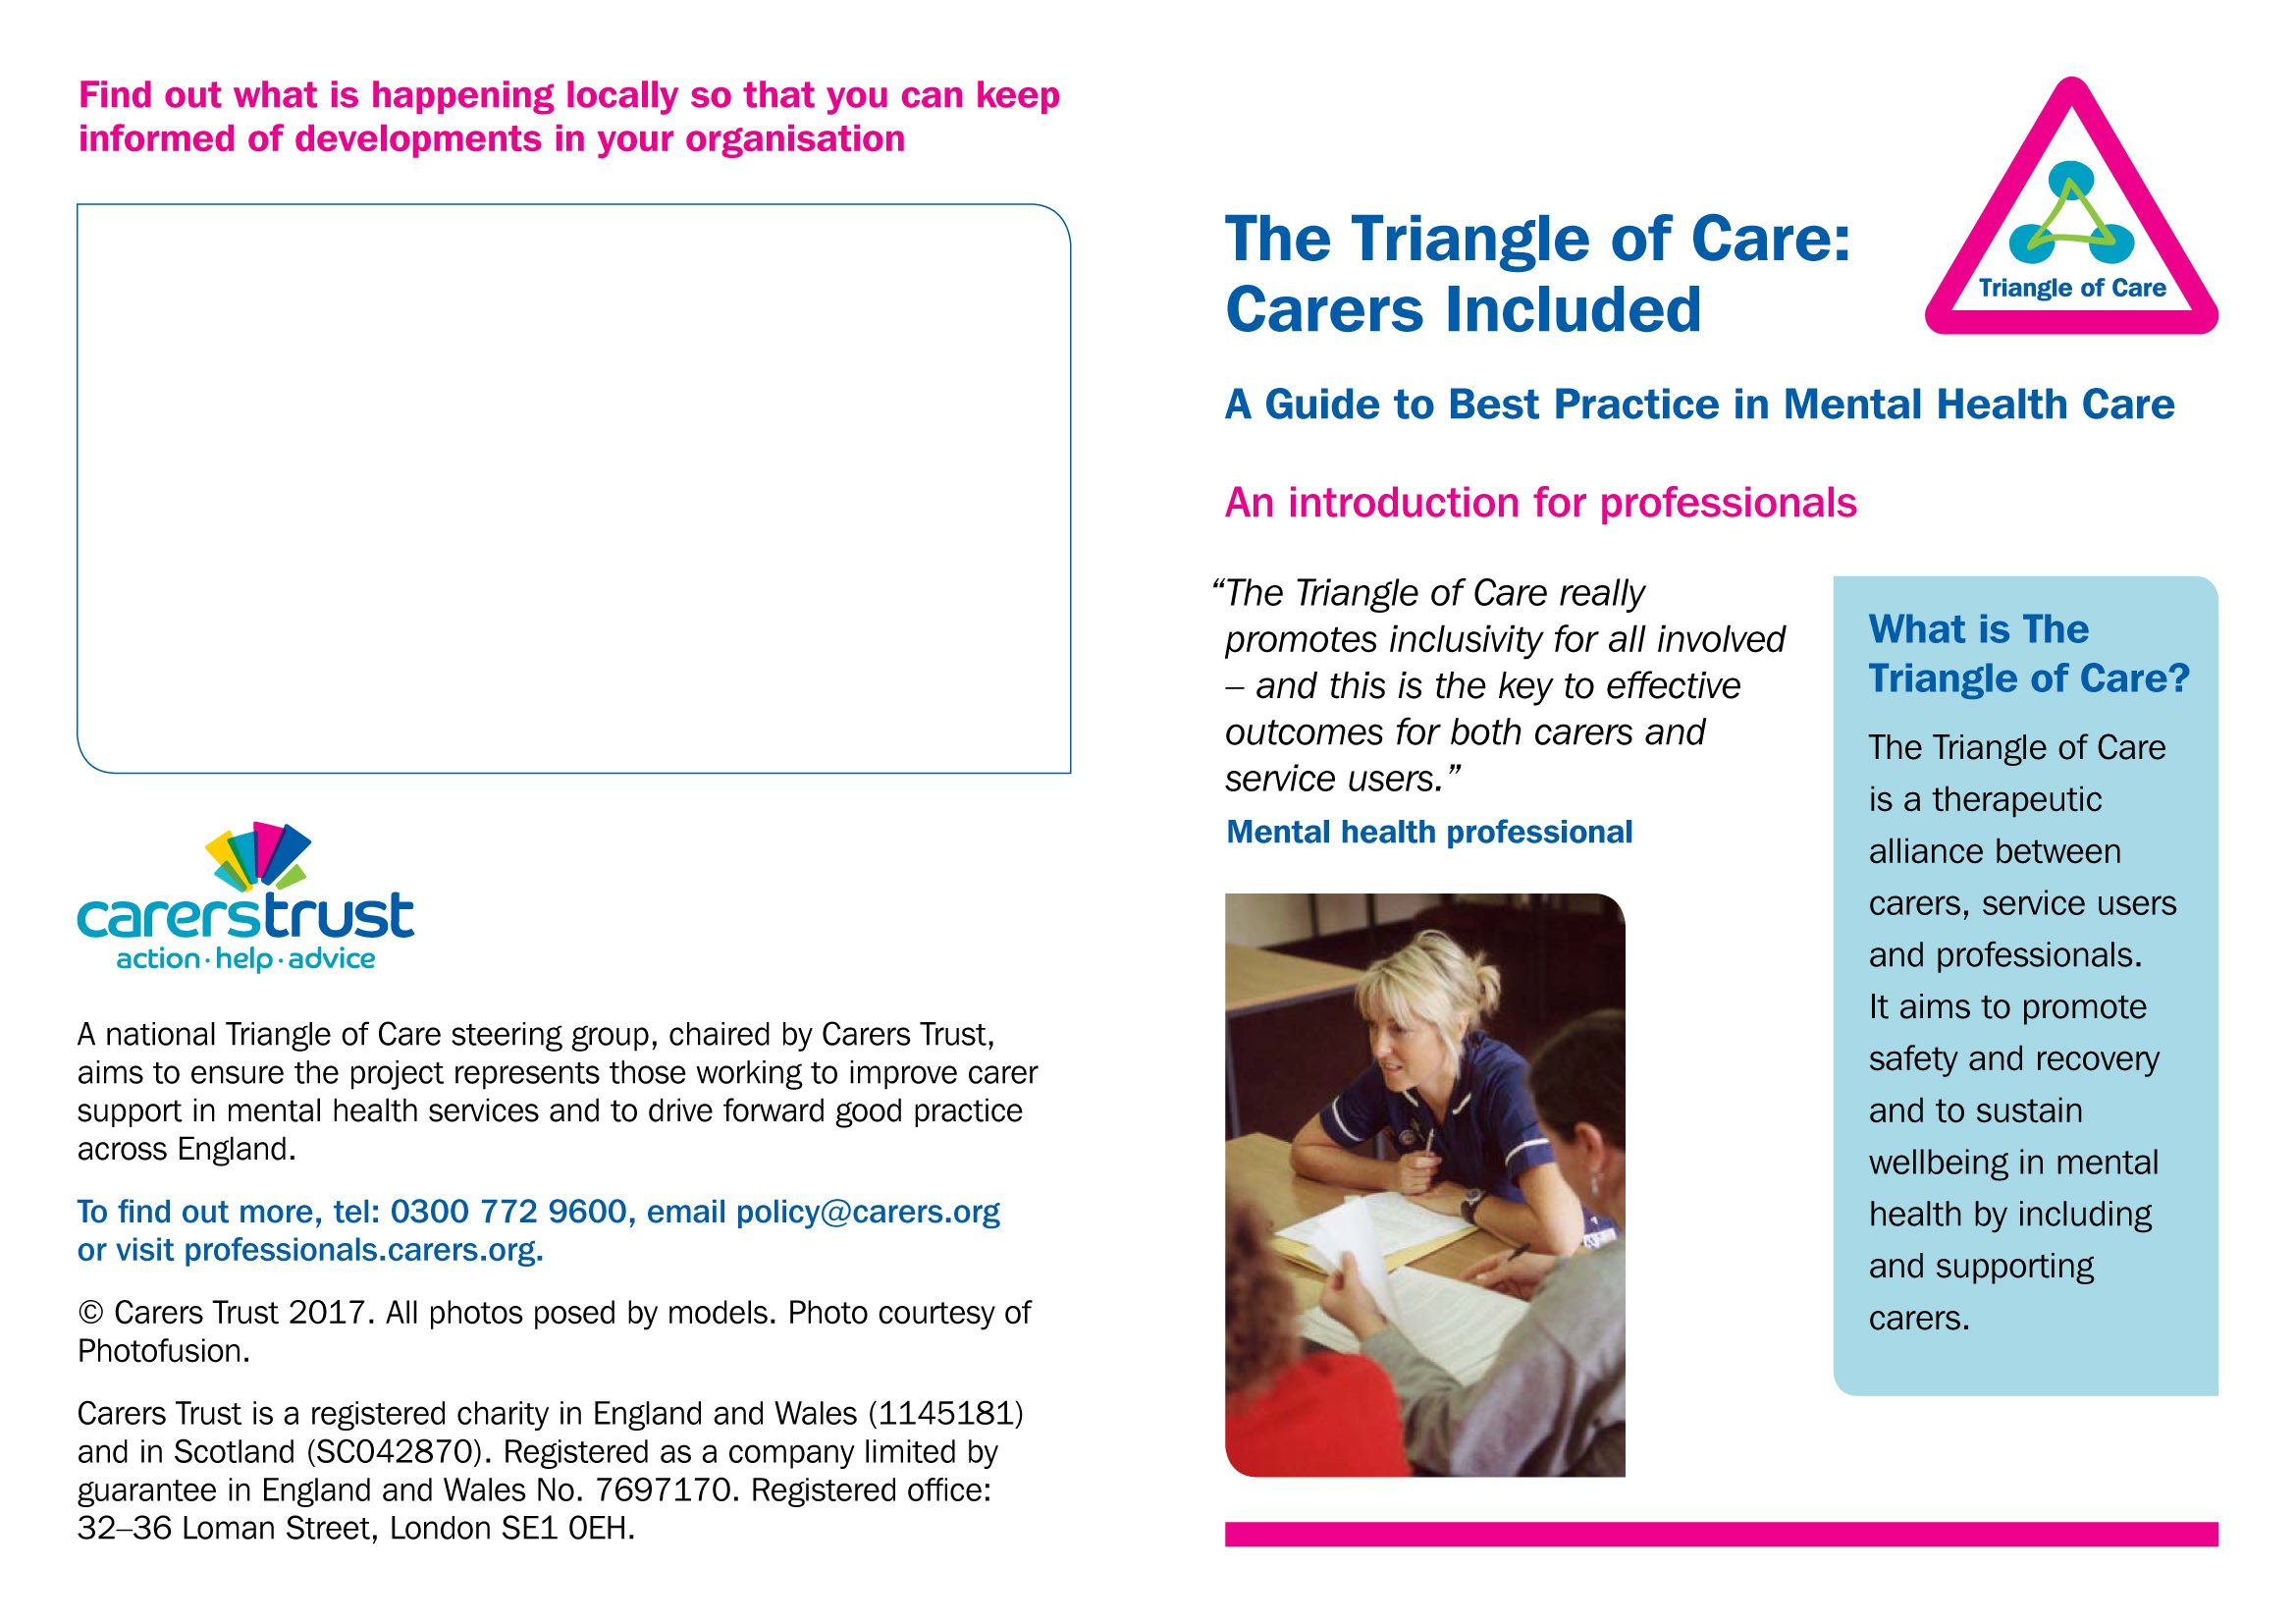 Find out what is happening locally so that you can keep
informed of developments in your organisation
carerstrust
action · help · advice
A national Triangle of Care steering group, chaired by Carers Trust,
aims to ensure the project represents those working to improve carer
support in mental health services and to drive forward good practice
across England.
To find out more, tel: 0300 772 9600, email policy@carers.org
or visit professionals.carers.org.
© Carers Trust 2017. All photos posed by models. Photo courtesy of
Photofusion.
Carers Trust is a registered charity in England and Wales (1145181)
and in Scotland (SC042870). Registered as a company limited by
guarantee in England and Wales No. 7697170. Registered office:
32–36 Loman Street, London SE1 0EH.
The Triangle of Care:
Carers Included
Triangle of Care
A Guide to Best Practice in Mental Health Care
An introduction for professionals
“The Triangle of Care really
promotes inclusivity for all involved
– and this is the key to effective
outcomes for both carers and
service users.”
Mental health professional
What is The
Triangle of Care?
The Triangle of Care
is a therapeutic
alliance between
carers, service users
and professionals.
It aims to promote
safety and recovery
and to sustain
wellbeing in mental
health by including
and supporting
carers.